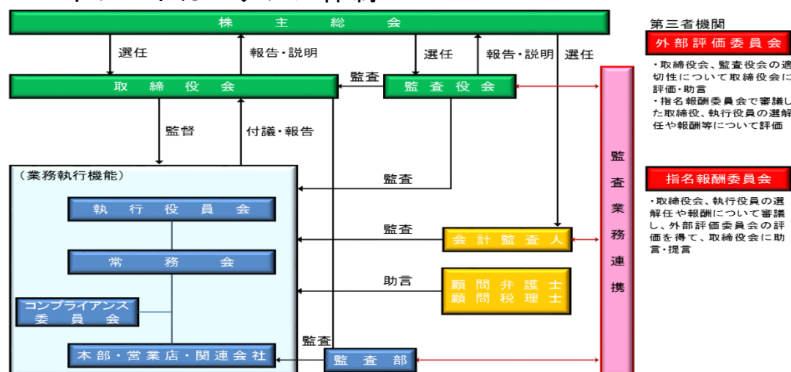 株主総会
選任
報告・説明
選任
報告・説明
選任
取締役会
監査
監査役会
監督
付議・報告
(業務執行機能)
監査
執行役員会
監査
会計監査人
常務会
助言
顧問弁護士
顧問税理士
コンプライアンス
委員会
監査
本部・営業店・関連会社
監査部
監査業務連携
第三者機関
外部評価委員会
・取締役会、監査役会の適
切性について取締役会に
評価・助言
・指名報酬委員会で審議し
た取締役、執行役員の選解
任や報酬等について評価
指名報酬委員会
・取締役会、執行役員の選
解任や報酬について審議
し、外部評価委員会の評
価を得て、取締役会に助
言・提言